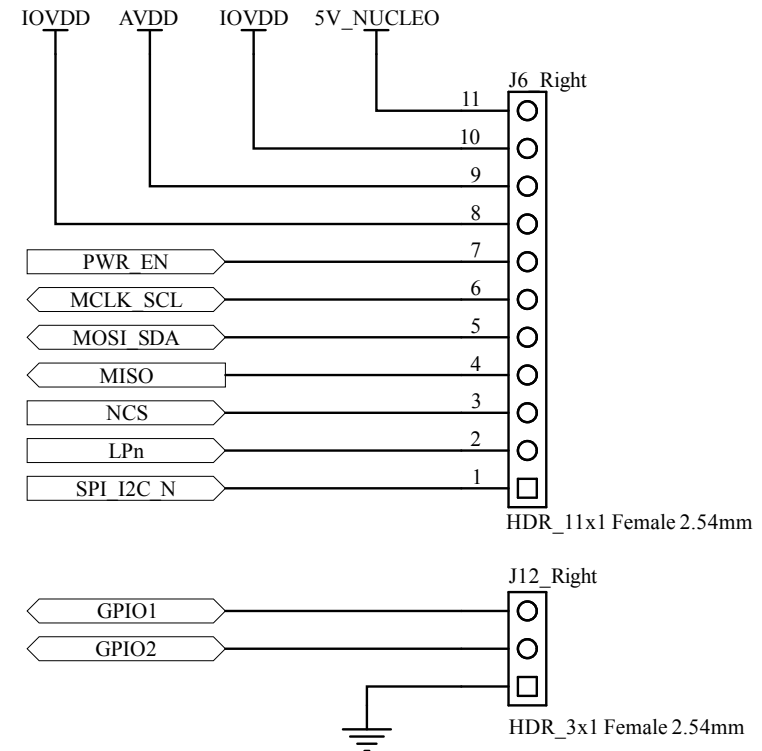 IOVDD AVDD IOVDD 5V_NUCLEO
J6_Right
11
10
9
8
PWR_EN 7
MCLK_SCL 6
MOSI_SDA 5
MISO 4
NCS 3
LPn 2
SPI_I2C_N 1
HDR_11x1 Female 2.54mm
J12_Right
GPIO1
GPIO2
HDR_3x1 Female 2.54mm